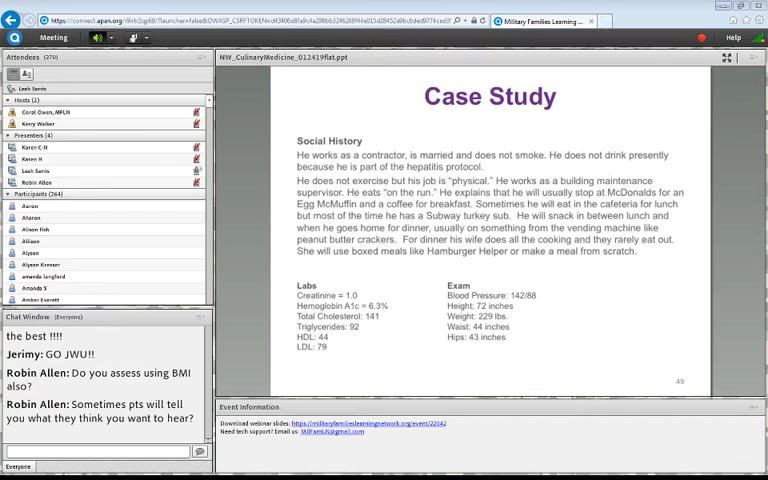 https://connect.apan.org/
Military Families Learning ...
Meeting
Help
Attendees (270)
Leah Sarris
Hosts (2)
Coral Owen, MFLN
Kerry Walker
Presenters (4)
Karen C-N
Karen H
Leah Sarris
Robin Allen
Participants (264)
Aaron
Aharon
Alison fish
Allison
Alyson
Alyson Kresser
amanda langford
Amanda S
Amber Everett
Chat Window (Everyone)
the best !!!!
Jerimy: GO JWU!!
Robin Allen: Do you assess using BMI
also?
Robin Allen: Sometimes pts will tell
you what they think you want to hear?
Everyone
NW_CulinaryMedicine_012419flat.ppt
Case Study
Social History
He works as a contractor, is married and does not smoke. He does not drink presently
because he is part of the hepatitis protocol.
He does not exercise but his job is “physical.” He works as a building maintenance
supervisor. He eats “on the run.” He explains that he will usually stop at McDonalds for an
Egg McMuffin and a coffee for breakfast. Sometimes he will eat in the cafeteria for lunch
but most of the time he has a Subway turkey sub. He will snack in between lunch and
when he goes home for dinner, usually on something from the vending machine like
peanut butter crackers. For dinner his wife does all the cooking and they rarely eat out.
She will use boxed meals like Hamburger Helper or make a meal from scratch.
Labs
Creatinine = 1.0
Hemoglobin A1c = 6.3%
Total Cholesterol: 141
Triglycerides: 92
HDL: 44
LDL: 79
Exam
Blood Pressure: 142/88
Height: 72 inches
Weight: 229 lbs.
Waist: 44 inches
Hips: 43 inches
49
Event Information
Download webinar slides: https://militaryfamilieslearningnetwork.org/event/22042
Need tech support? Email us: MilFamLN@gmail.com